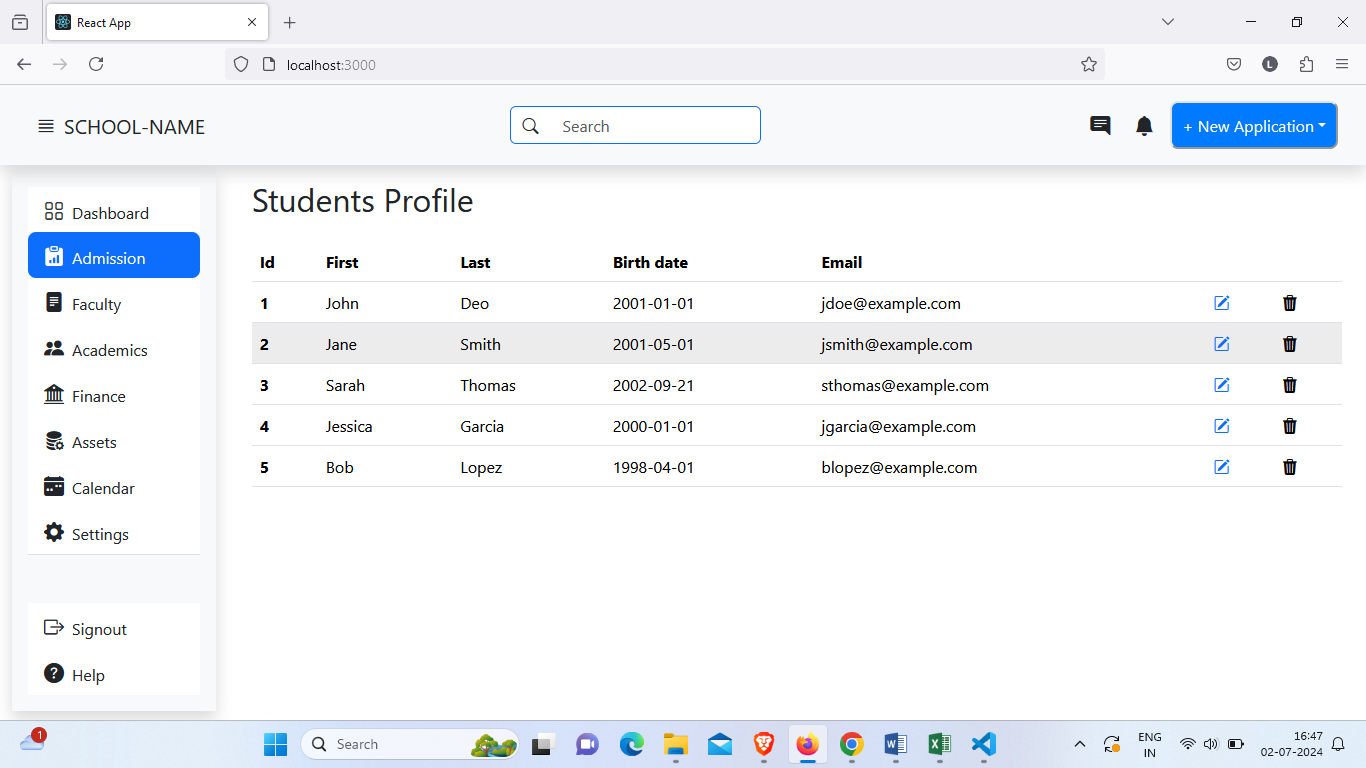 React App
localhost:3000
SCHOOL-NAME
Search
+ New Application
Dashboard
Admission
Faculty
Academics
Finance
Assets
Calendar
Settings
Signout
Help
Students Profile
Id First Last Birth date Email
1 John Deo 2001-01-01 jdoe@example.com
2 Jane Smith 2001-05-01 jsmith@example.com
3 Sarah Thomas 2002-09-21 sthomas@example.com
4 Jessica Garcia 2000-01-01 jgarcia@example.com
5 Bob Lopez 1998-04-01 blopez@example.com
1
Search
ENG
IN
16:47
02-07-2024
L